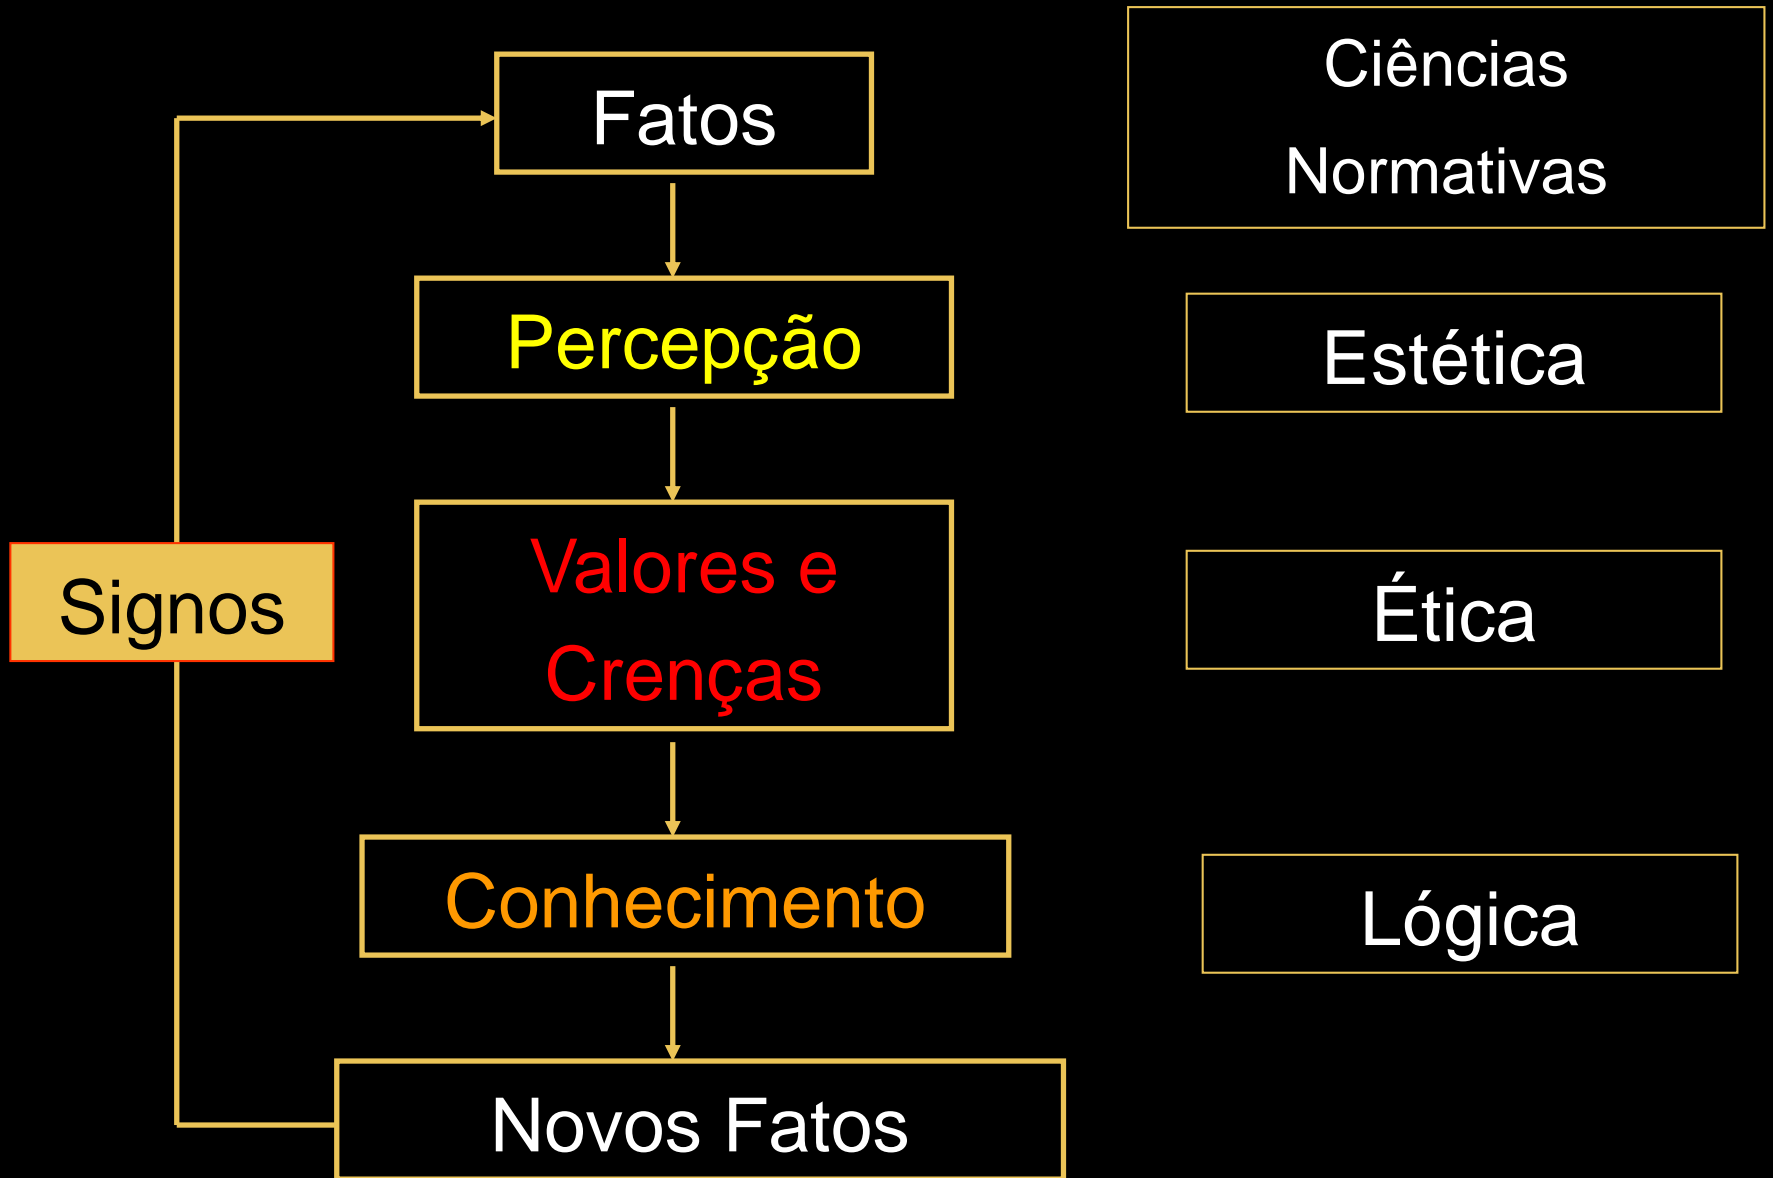 Fatos
Ciências
Normativas
Percepção
Estética
Valores e
Crenças
Signos
Ética
Conhecimento
Lógica
Novos Fatos